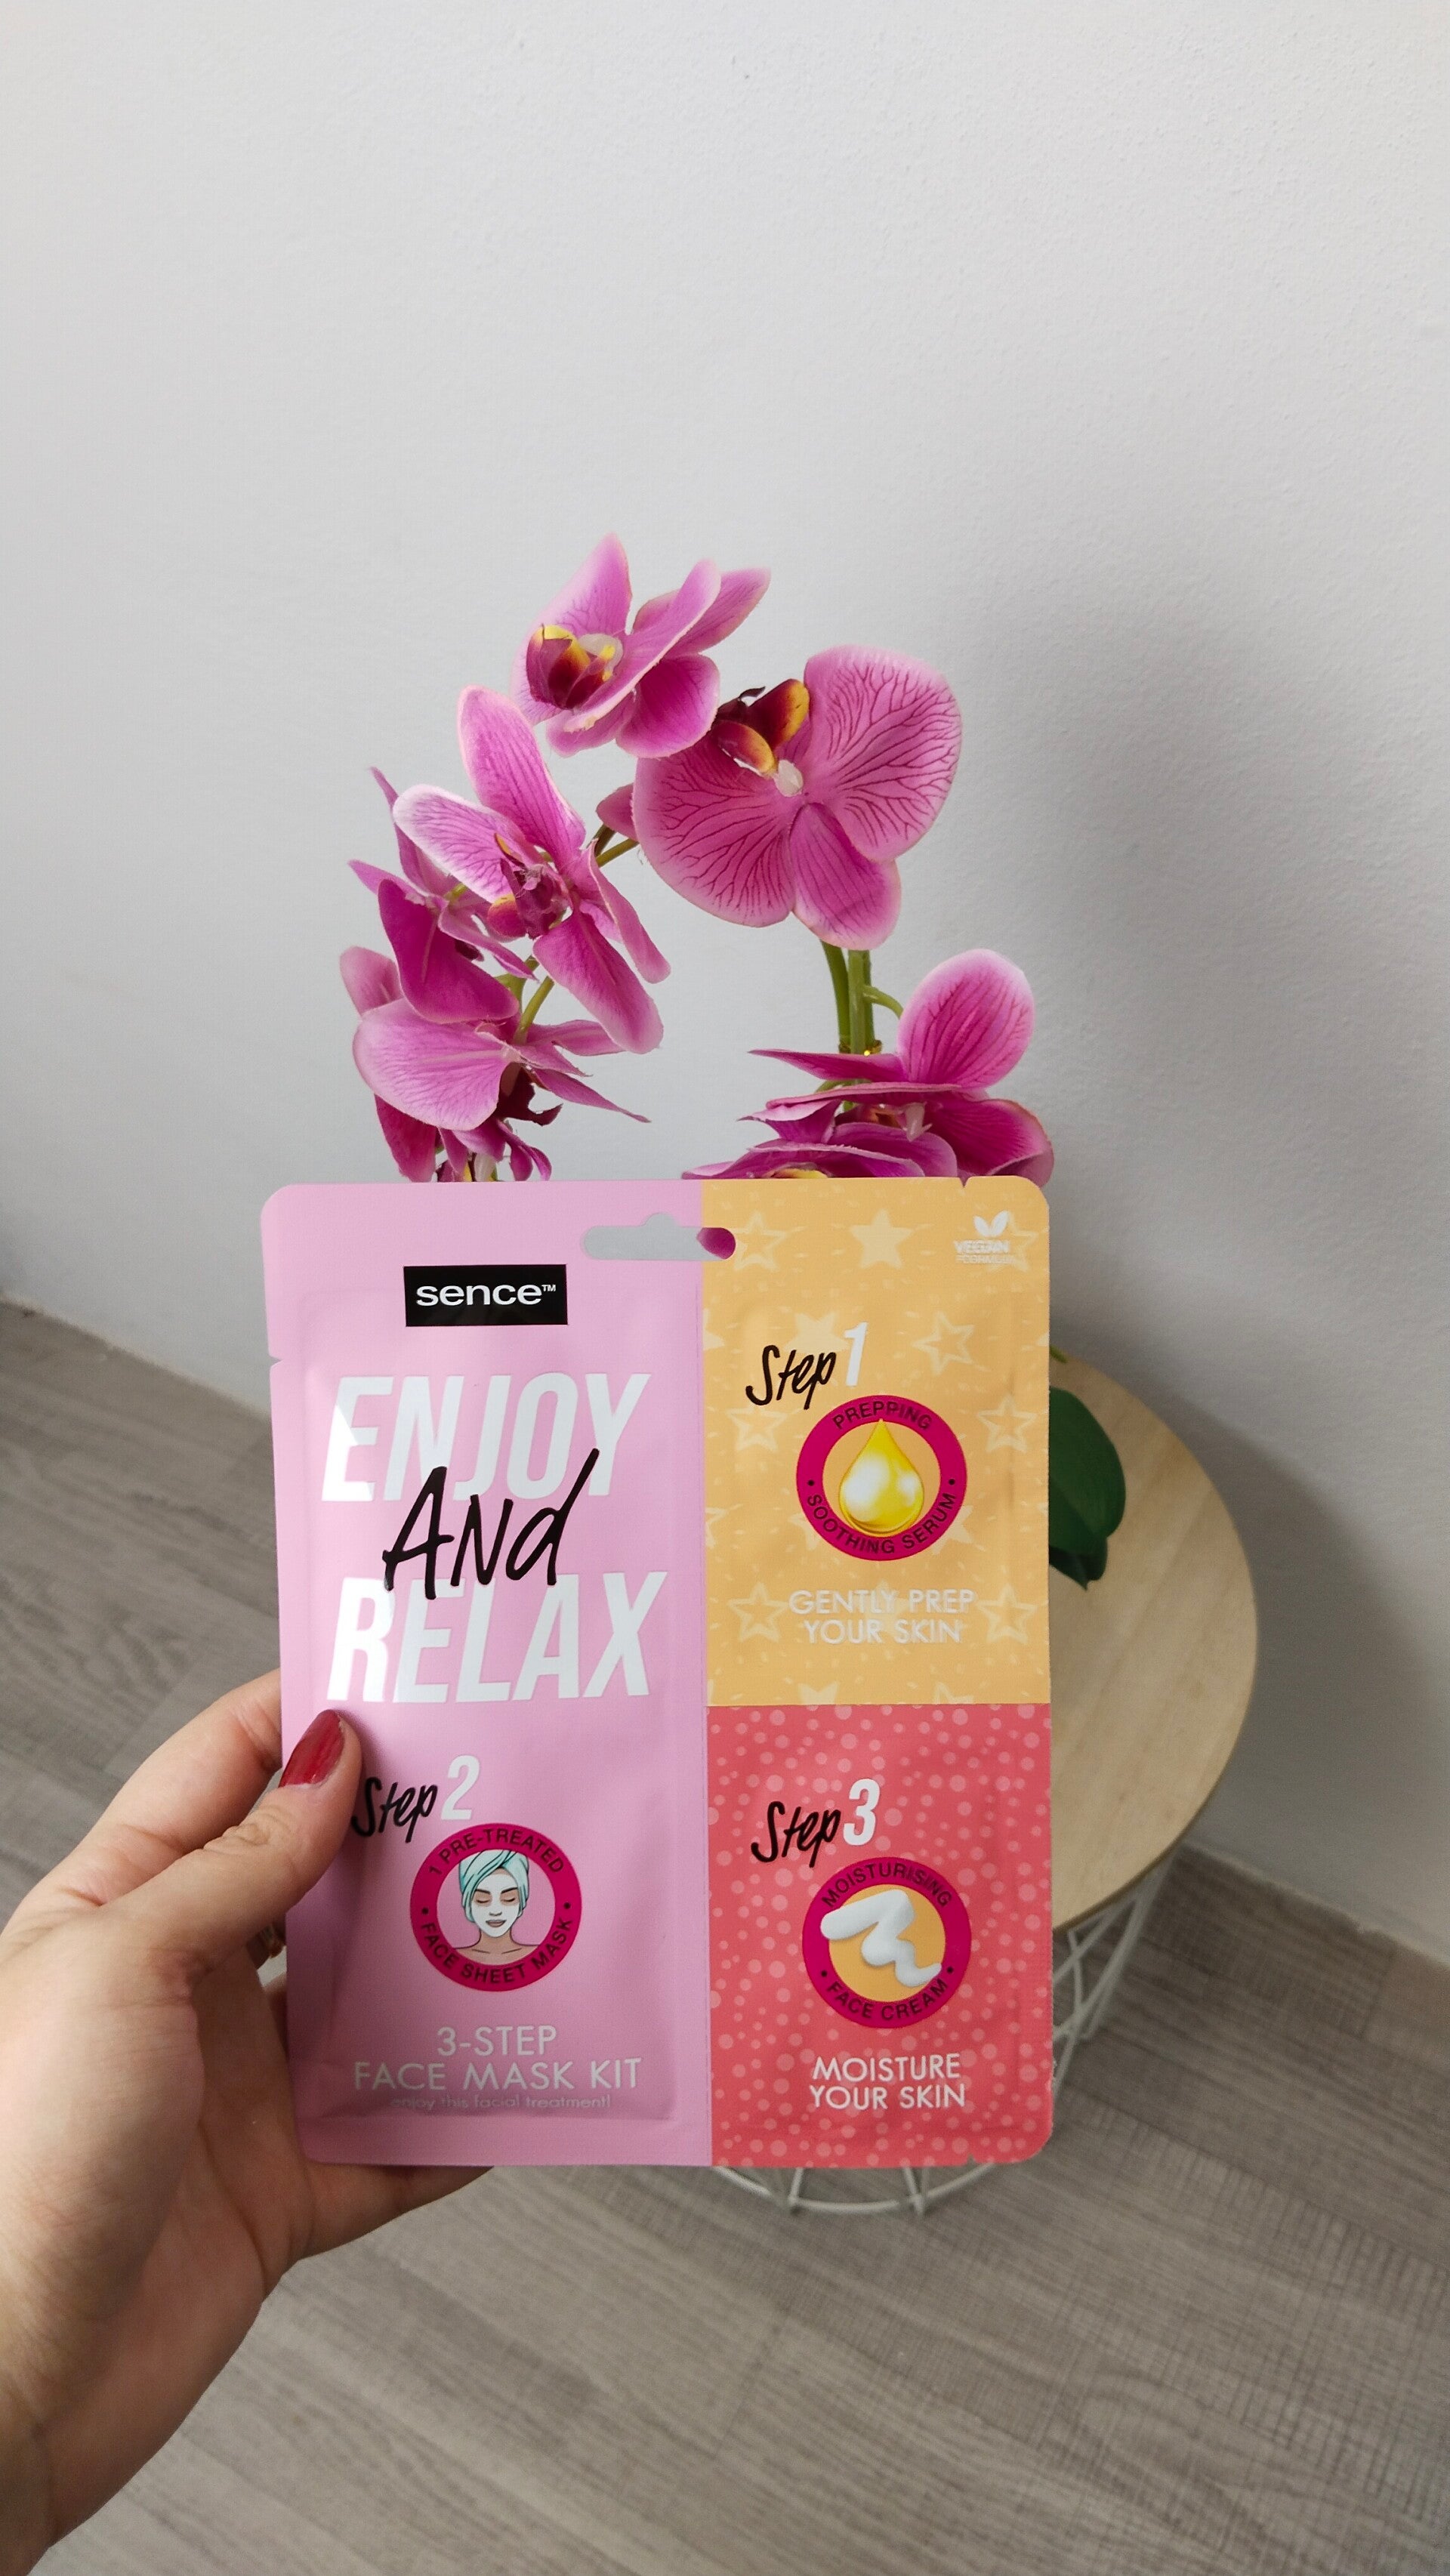 sence™
ENJOY
And
RELAX
Step 2
1 PRE-TREATED
FACE SHEET MASK
3-STEP
FACE MASK KIT
enjoy this facial treatment!
VEGAN
FORMULA
Step 1
PREPPING
SOOTHING SERUM
GENTLY PREP
YOUR SKIN
Step 3
MOISTURISING
FACE CREAM
MOISTURE
YOUR SKIN